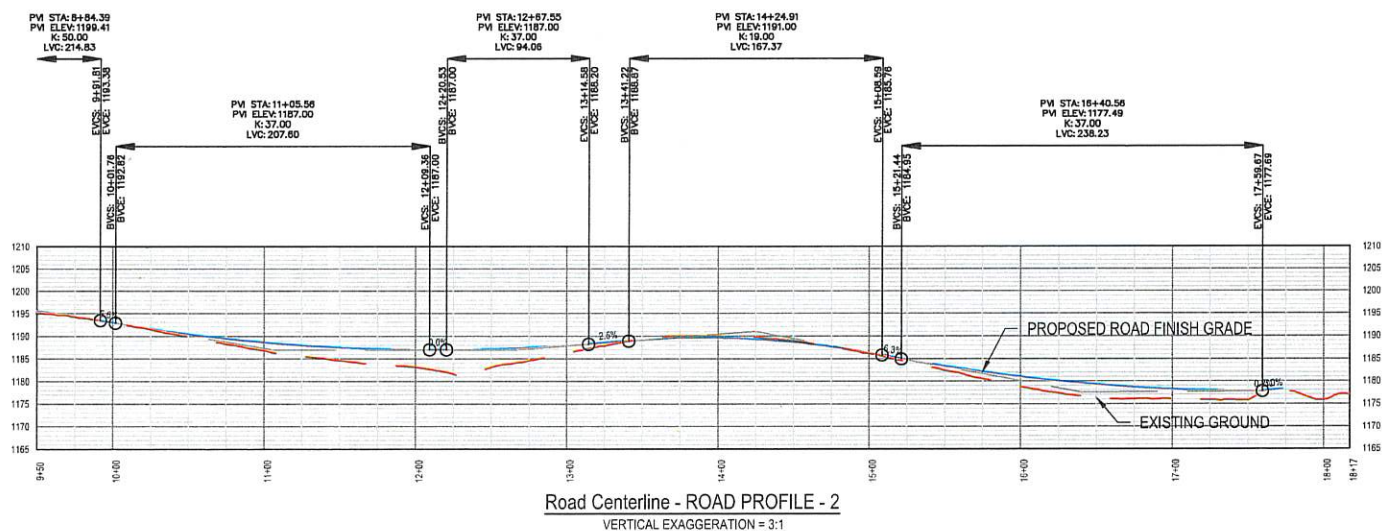 PVI STA: 8+84.39
PVI ELEV: 1199.41
K: 50.00
LVC: 214.83
EVCS: 9+91.81
EVCE: 1193.38
BVCS: 10+01.76
BVCE: 1192.82
PVI STA: 11+05.56
PVI ELEV: 1187.00
K: 37.00
LVC: 207.60
EVCS: 12+09.36
EVCE: 1187.00
BVCS: 12+20.53
BVCE: 1187.00
PVI STA: 12+67.55
PVI ELEV: 1187.00
K: 37.00
LVC: 94.06
EVCS: 13+14.58
EVCE: 1188.20
BVCS: 13+41.22
BVCE: 1188.87
PVI STA: 14+24.91
PVI ELEV: 1191.00
K: 19.00
LVC: 167.37
EVCS: 15+08.59
EVCE: 1185.76
BVCS: 15+21.44
BVCE: 1184.95
PVI STA: 16+40.56
PVI ELEV: 1177.49
K: 37.00
LVC: 238.23
EVCS: 17+59.67
EVCE: 1177.69
1210 1210
1205 1205
1200 1200
1195 1195
1190 1190
1185 1185
1180 1180
1175 1175
1170 1170
1165 1165
0.0%
2.5%
PROPOSED ROAD FINISH GRADE
EXISTING GROUND
9+50 10+00 11+00 12+00 13+00 14+00 15+00 16+00 17+00 18+00 18+17
Road Centerline - ROAD PROFILE - 2
VERTICAL EXAGGERATION = 3:1